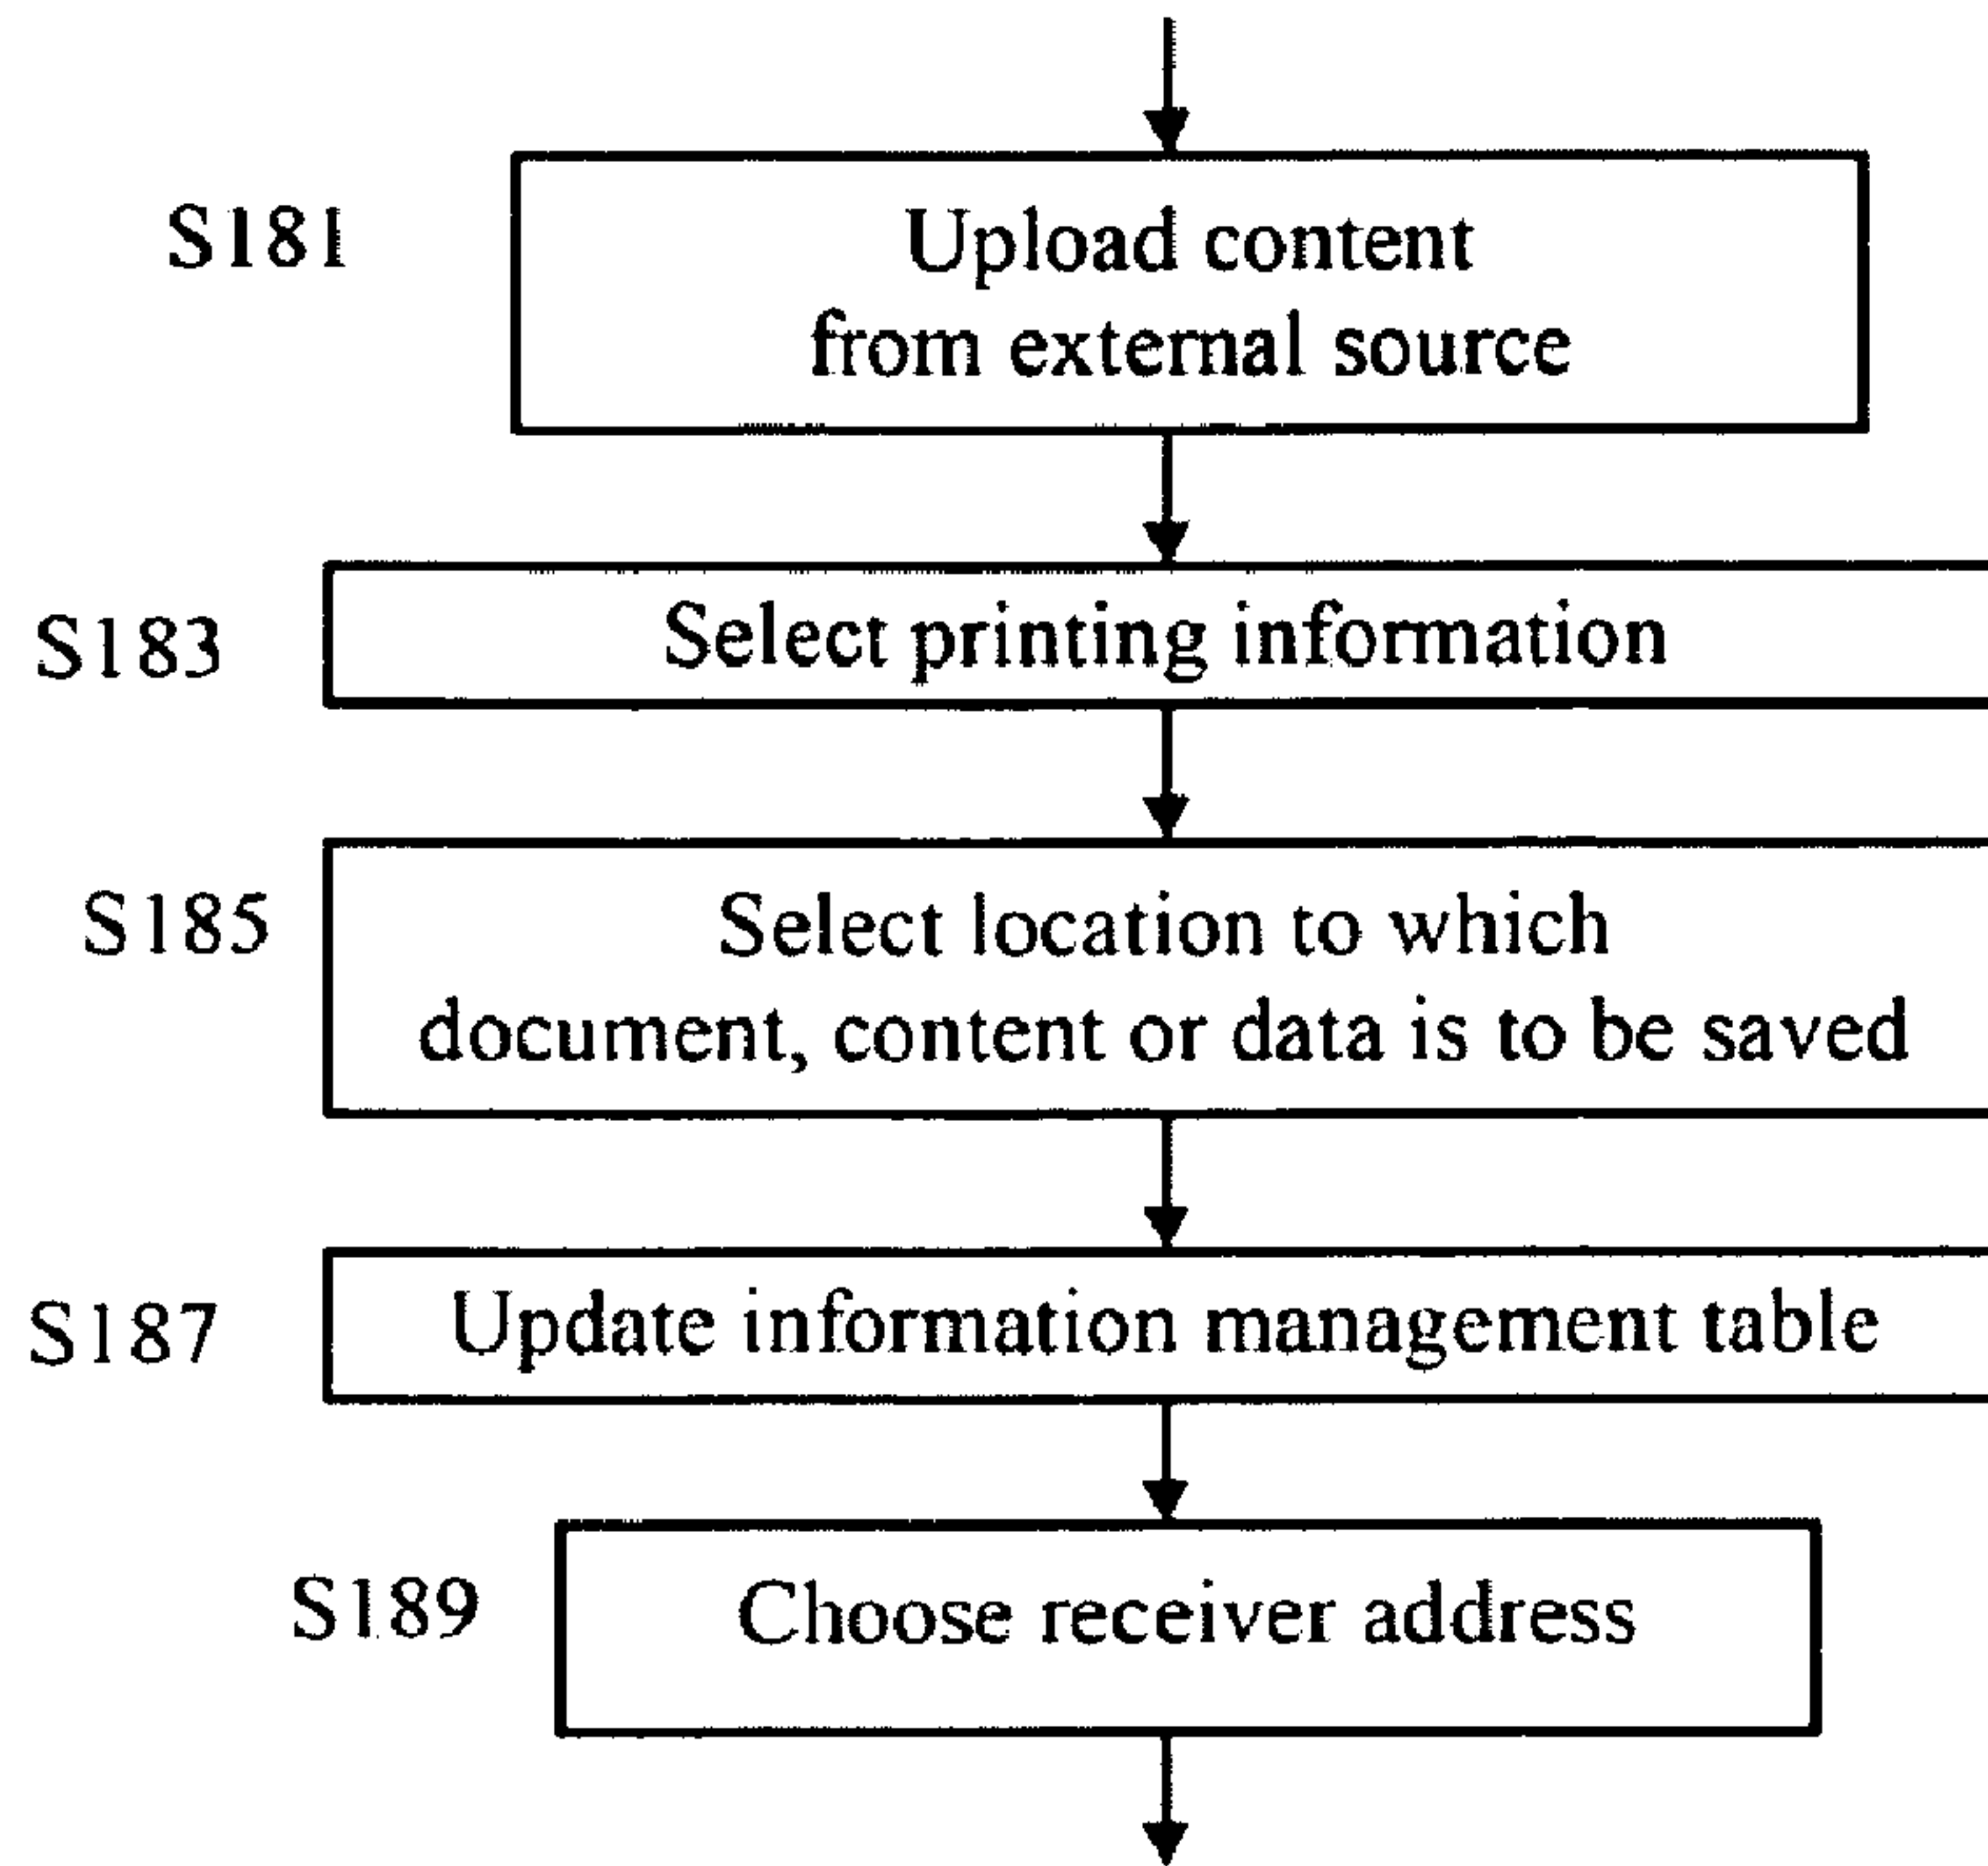 S181
Upload content
from external source
S183
Select printing information
S185
Select location to which
document, content or data is to be saved
S187
Update information management table
S189
Choose receiver address